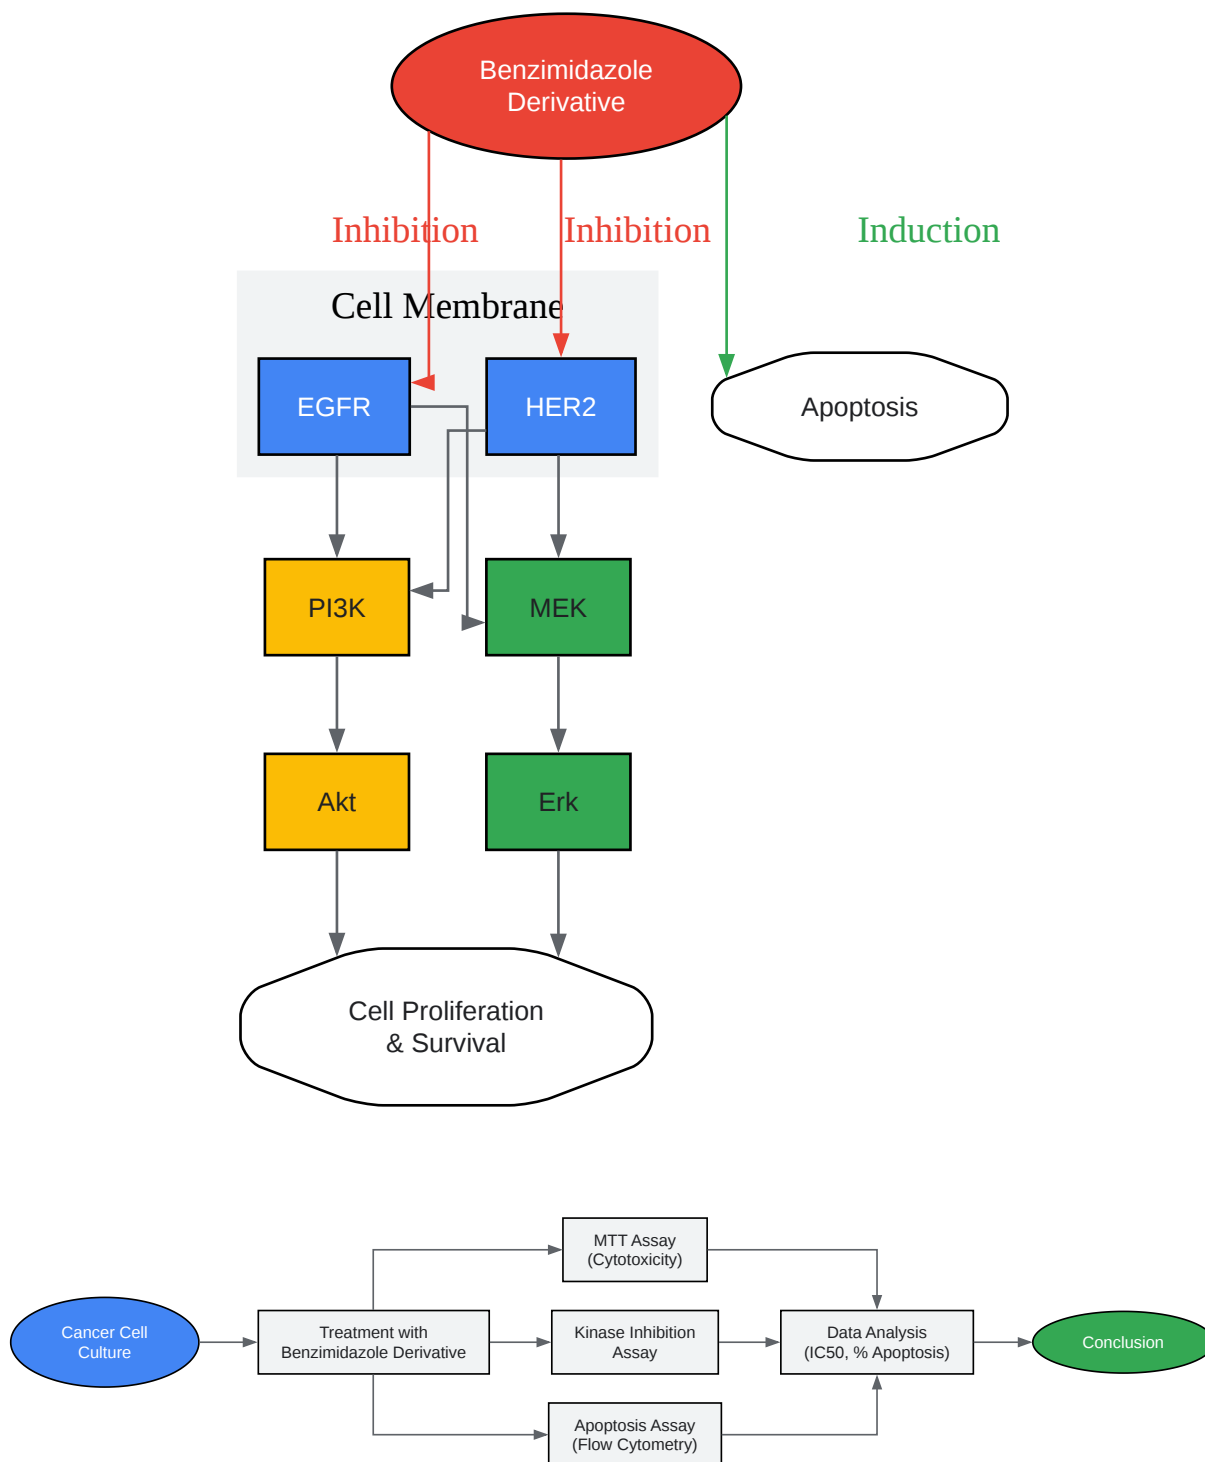 Benzimidazole
Derivative
Inhibition
Inhibition
Induction
Cell Membrane
EGFR
HER2
Apoptosis
PI3K
MEK
Akt
Erk
Cell Proliferation
& Survival
MTT Assay
(Cytotoxicity)
Cancer Cell
Culture
Treatment with
Benzimidazole Derivative
Kinase Inhibition
Assay
Data Analysis
(IC50, % Apoptosis)
Conclusion
Apoptosis Assay
(Flow Cytometry)